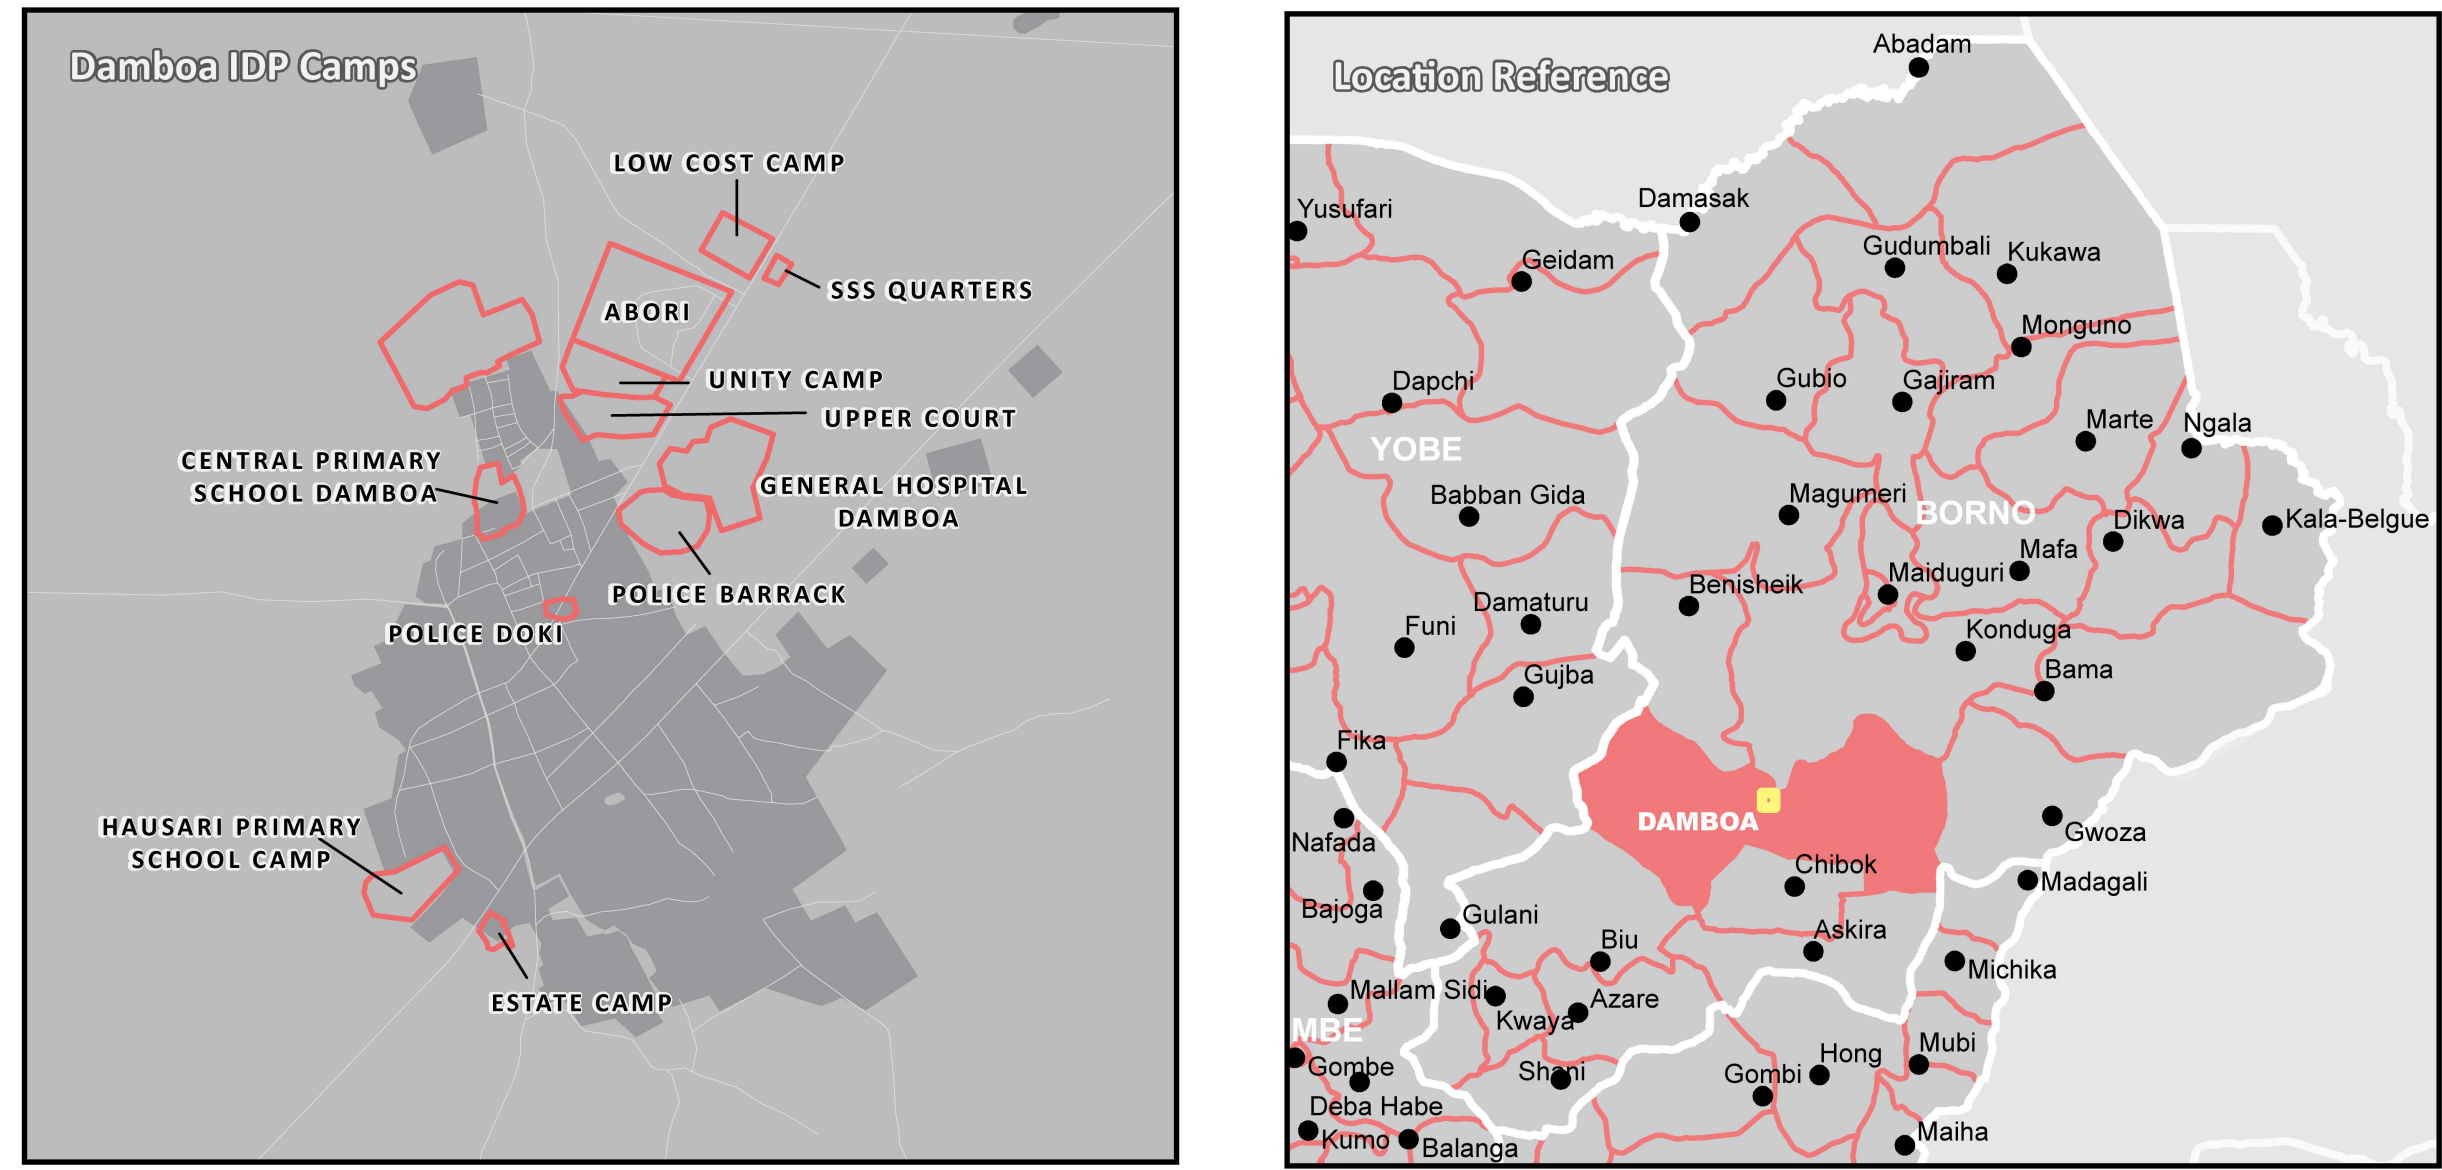 Damboa IDP Camps
LOW COST CAMP
SSS QUARTERS
ABORI
UNITY CAMP
UPPER COURT
CENTRAL PRIMARY
SCHOOL DAMBOA
GENERAL HOSPITAL
DAMBOA
POLICE BARRACK
POLICE DOKI
HAUSARI PRIMARY
SCHOOL CAMP
ESTATE CAMP
Location Reference
Abadam
Damasak
Yusufari
Gudumbali
Kukawa
Geidam
Monguno
Dapchi
Gubio
Gajiram
Marte
Ngala
YOBE
Babban Gida
Magumeri
BORNO
Dikwa
Kala-Belgue
Mafa
Maiduguri
Benisheik
Damaturu
Funi
Konduga
Bama
Gujba
Fika
DAMBOA
Nafada
Gwoza
Chibok
Madagali
Bajoga
Gulani
Biu
Askira
Michika
Mallam Sidi
Azare
Kwaya
MBE
Mubi
Hong
Gombe
Shani
Gombi
Deba Habe
Maiha
Kumo
Balanga